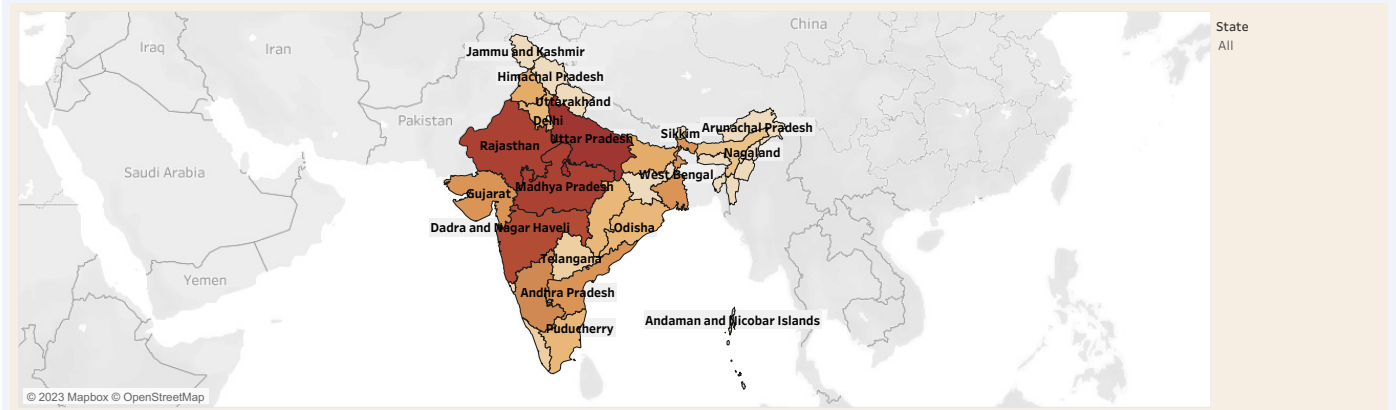 China
State
All
Iraq
Iran
Jammu and Kashmir
Himachal Pradesh
Uttarakhand
Pakistan
Delhi
Sikkim
Arunachal Pradesh
Rajasthan
Uttar Pradesh
Nagaland
Saudi Arabia
West Bengal
Gujarat
Madhya Pradesh
Dadra and Nagar Haveli
Odisha
Telangana
Yemen
Andhra Pradesh
Andaman and Nicobar Islands
Puducherry
© 2023 Mapbox © OpenStreetMap